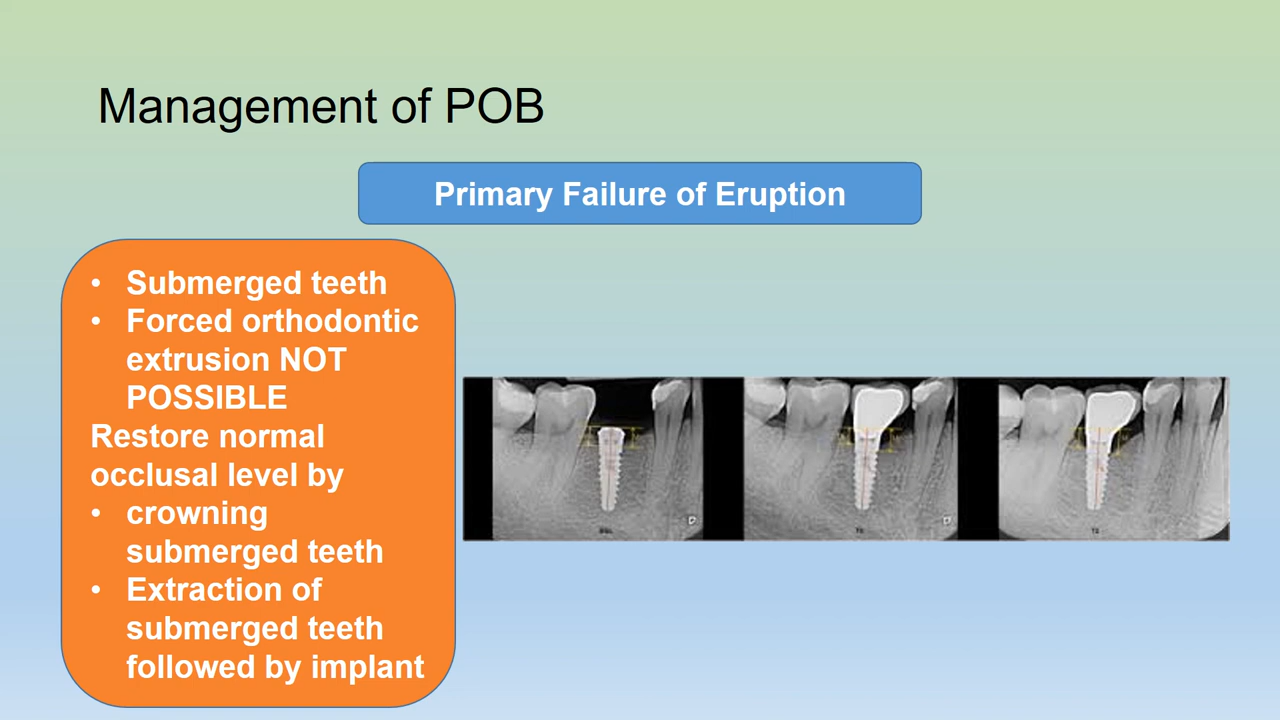 Management of POB
Primary Failure of Eruption
• Submerged teeth
• Forced orthodontic
extrusion NOT
POSSIBLE
Restore normal
occlusal level by
• crowning
submerged teeth
• Extraction of
submerged teeth
followed by implant
D
D